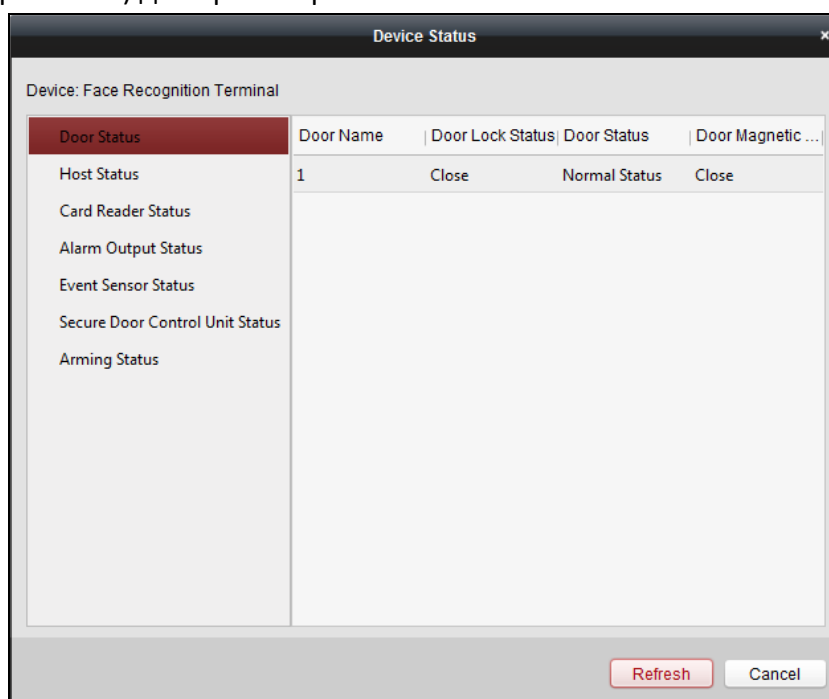 Device Status
Device: Face Recognition Terminal
Door Status
Host Status
Card Reader Status
Alarm Output Status
Event Sensor Status
Secure Door Control Unit Status
Arming Status
Door Name Door Lock Status Door Status Door Magnetic ...
1 Close Normal Status Close
Refresh Cancel